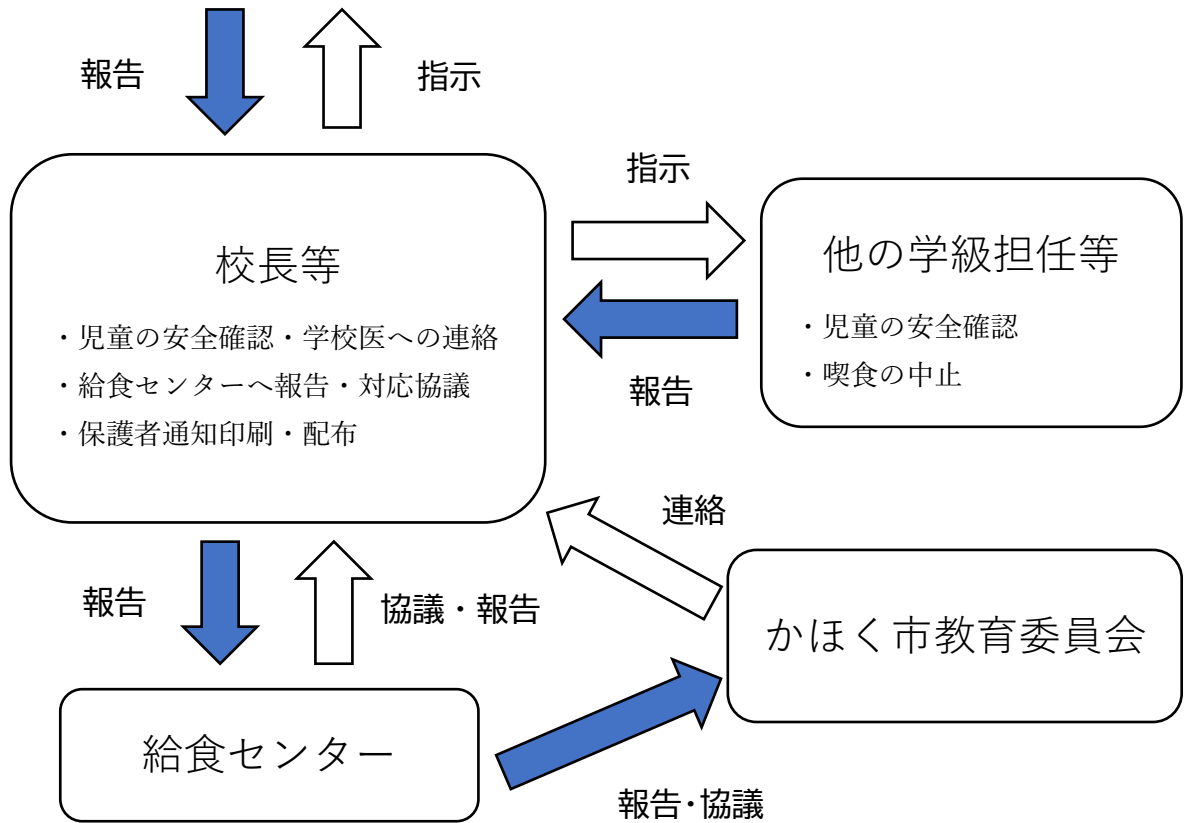 報告
指示
指示
校長等
・児童の安全確認・学校医への連絡
・給食センターへ報告・対応協議
・保護者通知印刷・配布
他の学級担任等
・児童の安全確認
・喫食の中止
報告
連絡
報告
協議・報告
かほく市教育委員会
給食センター
報告・協議